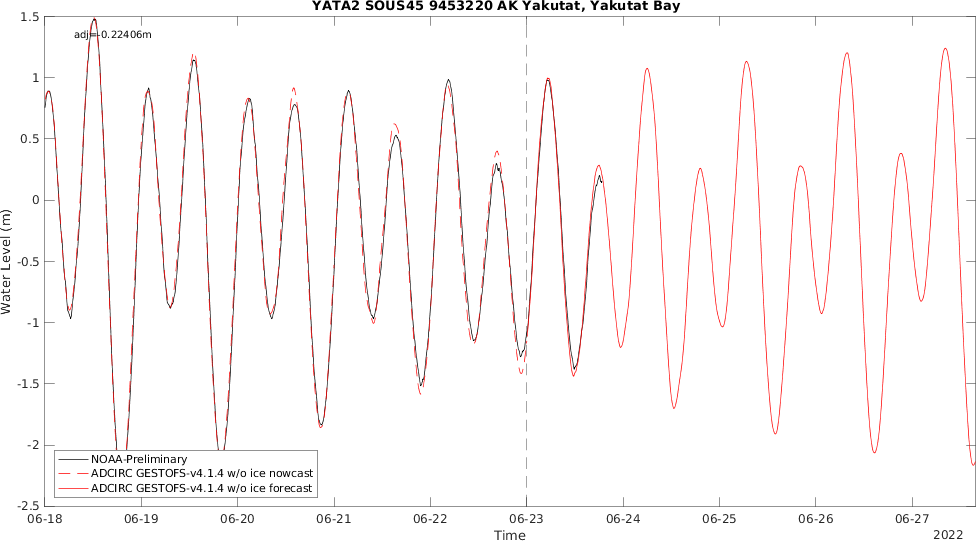 YATA2 SOUS45 9453220 AK Yakutat, Yakutat Bay
adj=-0.22406m
1.5
1
0.5
0
-0.5
-1
-1.5
-2
-2.5
Water Level (m)
NOAA-Preliminary
ADCIRC GESTOFS-v4.1.4 w/o ice nowcast
ADCIRC GESTOFS-v4.1.4 w/o ice forecast
06-18 06-19 06-20 06-21 06-22 06-23 06-24 06-25 06-26 06-27
Time
2022